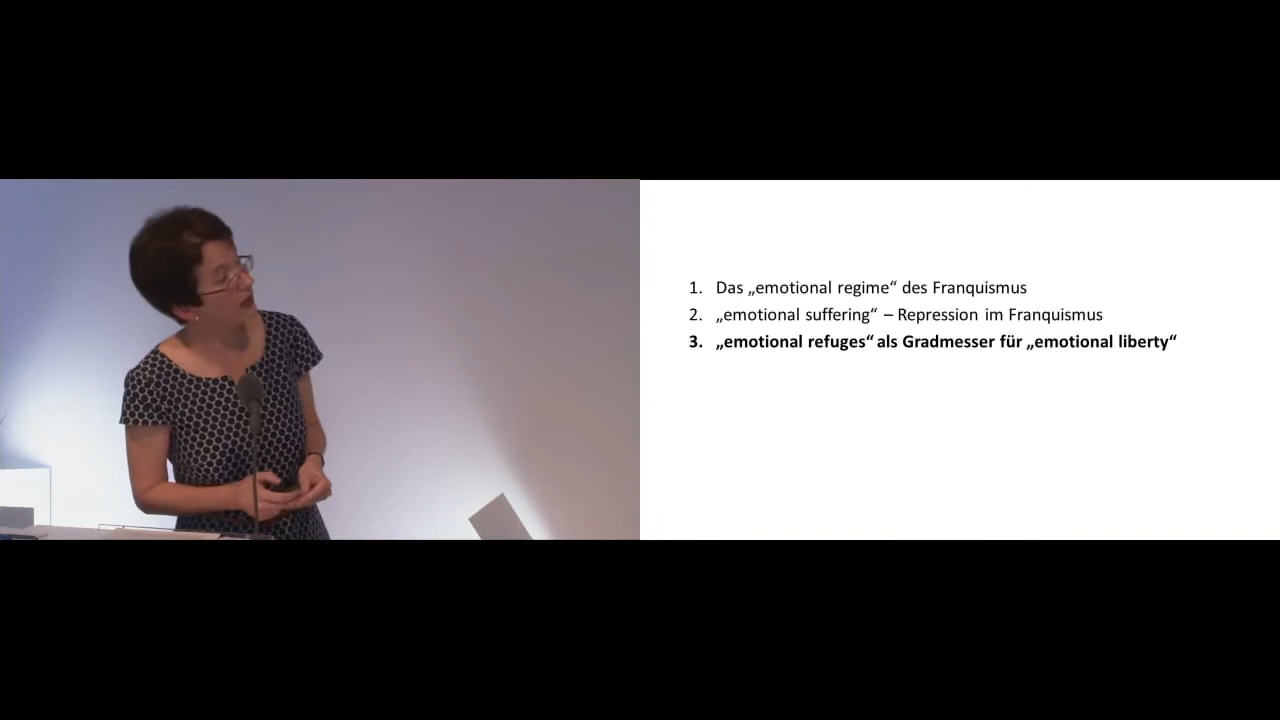 1. Das „emotional regime“ des Franquismus
2. „emotional suffering“ – Repression im Franquismus
3. „emotional refuges“ als Gradmesser für „emotional liberty“